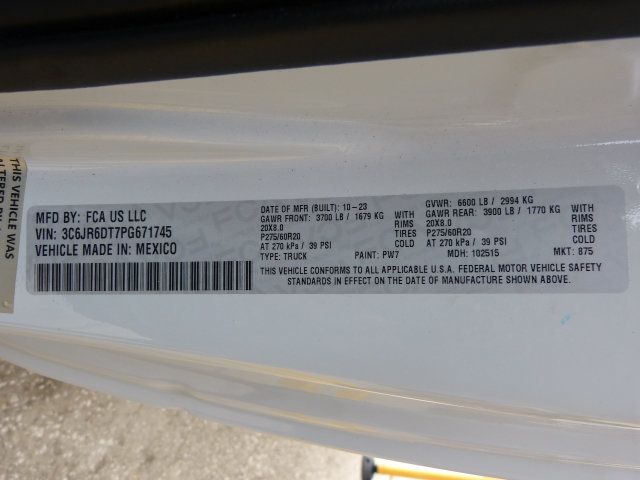 THIS VEHICLE WAS
MFD BY: FCA US LLC
VIN: 3C6JR6DT7PG671745
VEHICLE MADE IN: MEXICO
DATE OF MFR (BUILT): 10-23
GAWR FRONT: 3700 LB / 1679 KG WITH
20X8.0 RIMS
P275/60R20 TIRES
AT 270 kPa / 39 PSI COLD
TYPE: TRUCK PAINT: PW7
GVWR: 6600 LB / 2994 KG
GAWR REAR: 3900 LB / 1770 KG WITH
20X8.0 RIMS
P275/60R20 TIRES
AT 270 kPa / 39 PSI COLD
MDH: 102515 MKT: 875
THIS VEHICLE CONFORMS TO ALL APPLICABLE U.S.A. FEDERAL MOTOR VEHICLE SAFETY
STANDARDS IN EFFECT ON THE DATE OF MANUFACTURE SHOWN ABOVE.